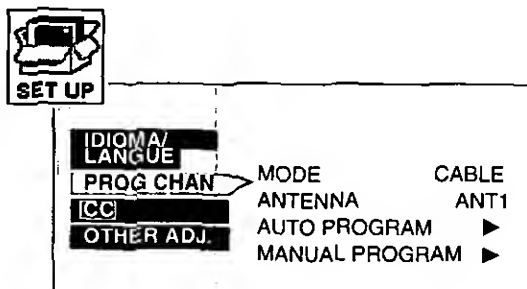 SET UP
IDIOMA/
LANGUE
PROG CHAN
CC
OTHER ADJ.
MODE CABLE
ANTENNA ANT1
AUTO PROGRAM ▶
MANUAL PROGRAM ▶